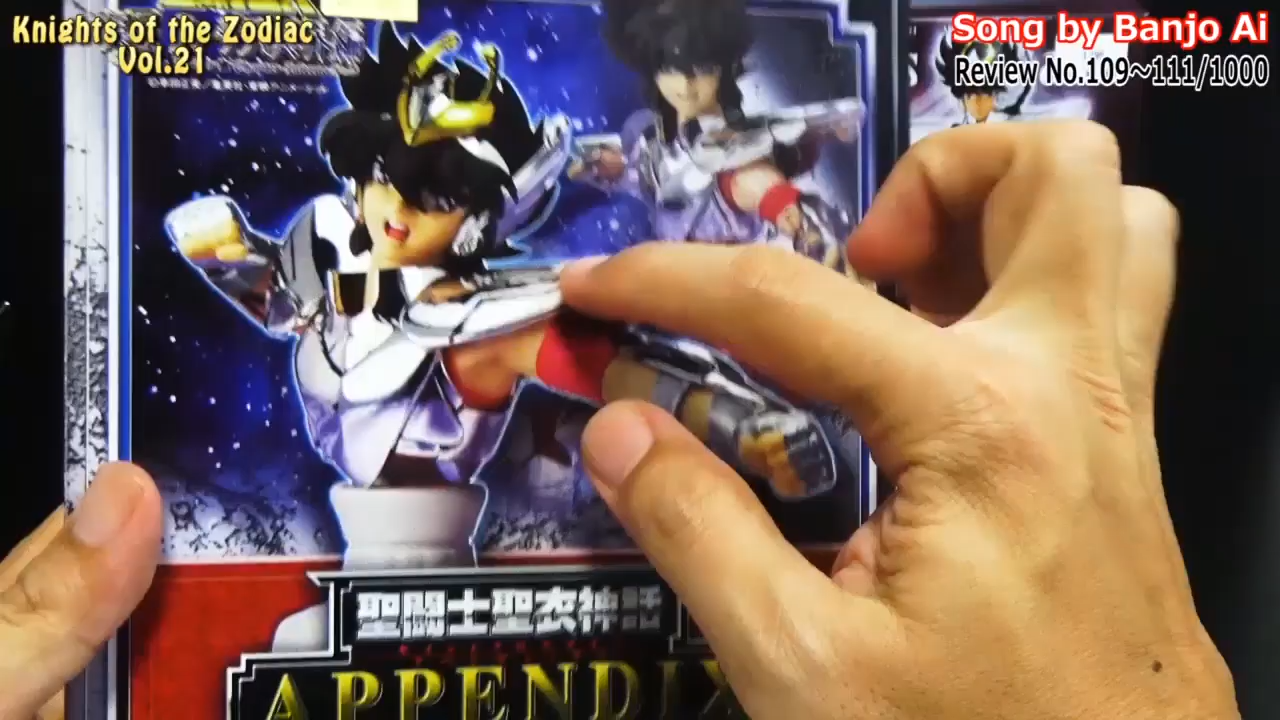 Knights of the Zodiac
Vol.21
Song by Banjo Ai
Review No.109～111/1000
聖闘士聖衣神話
APPENDIX